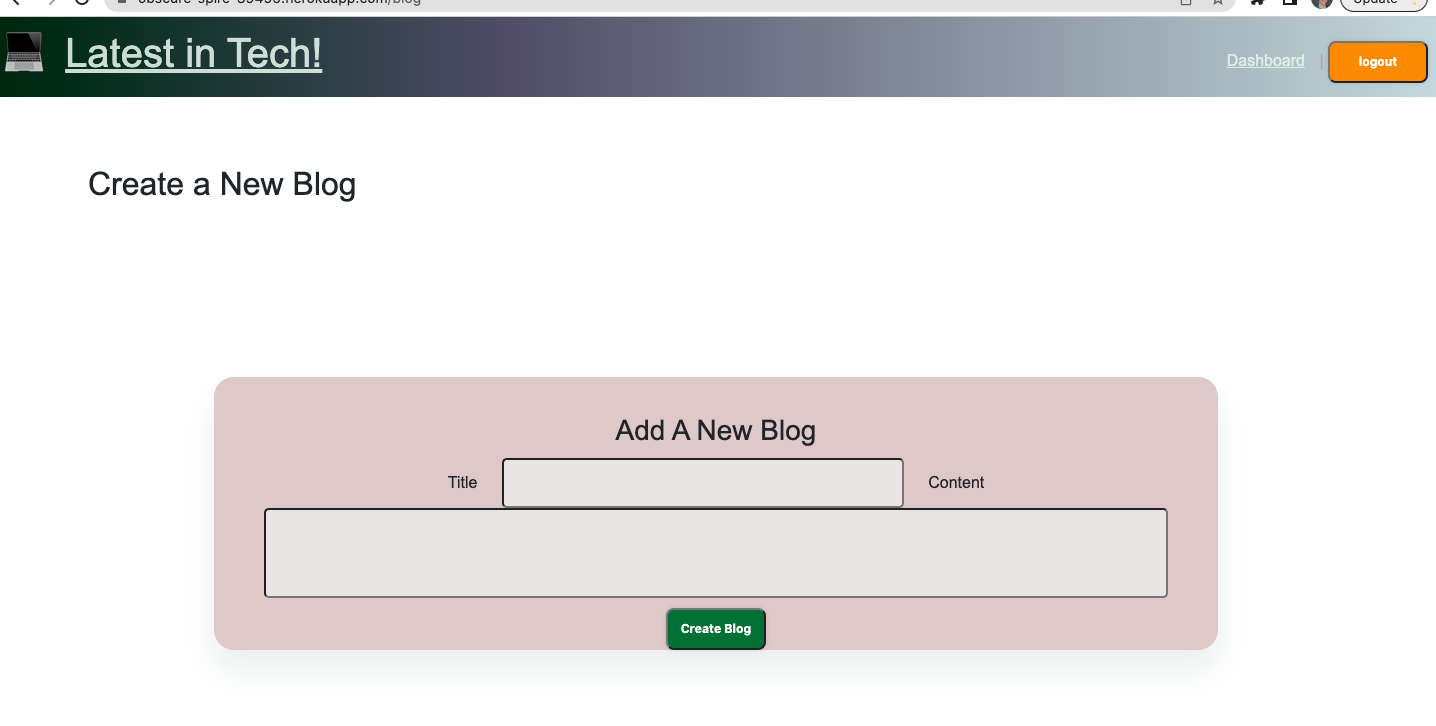 obscure-spire-59493.herokuapp.com/blog
Update
Latest in Tech!
Dashboard | logout
Create a New Blog
Add A New Blog
Title Content
Create Blog